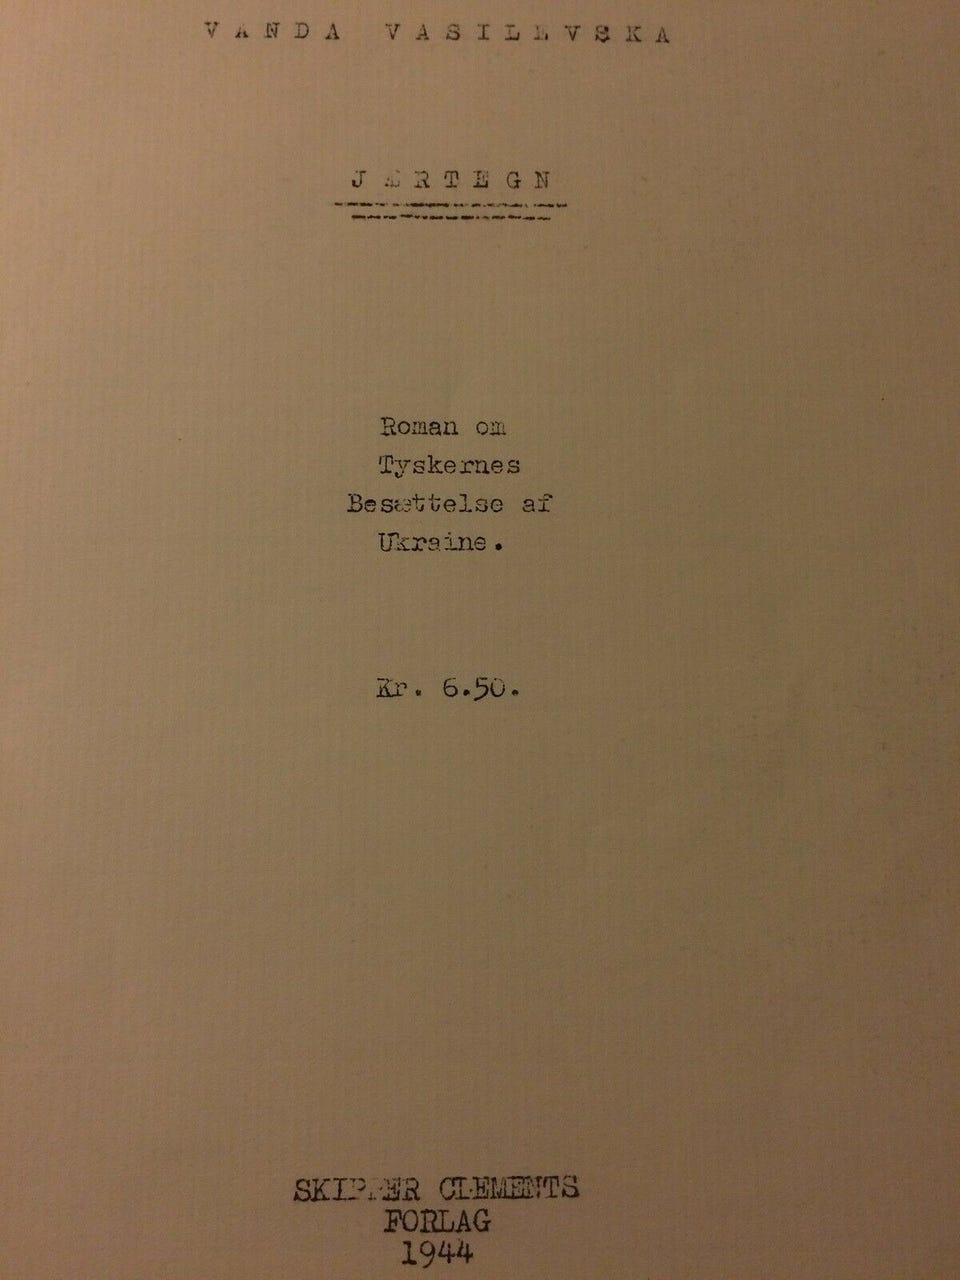 VANDA VASILEVSKA
JÆRTEGN
Roman om
Tyskernes
Besættelse af
Ukraine.
Kr. 6.50.
SKIPPER CLEMENTS
FORLAG
1944